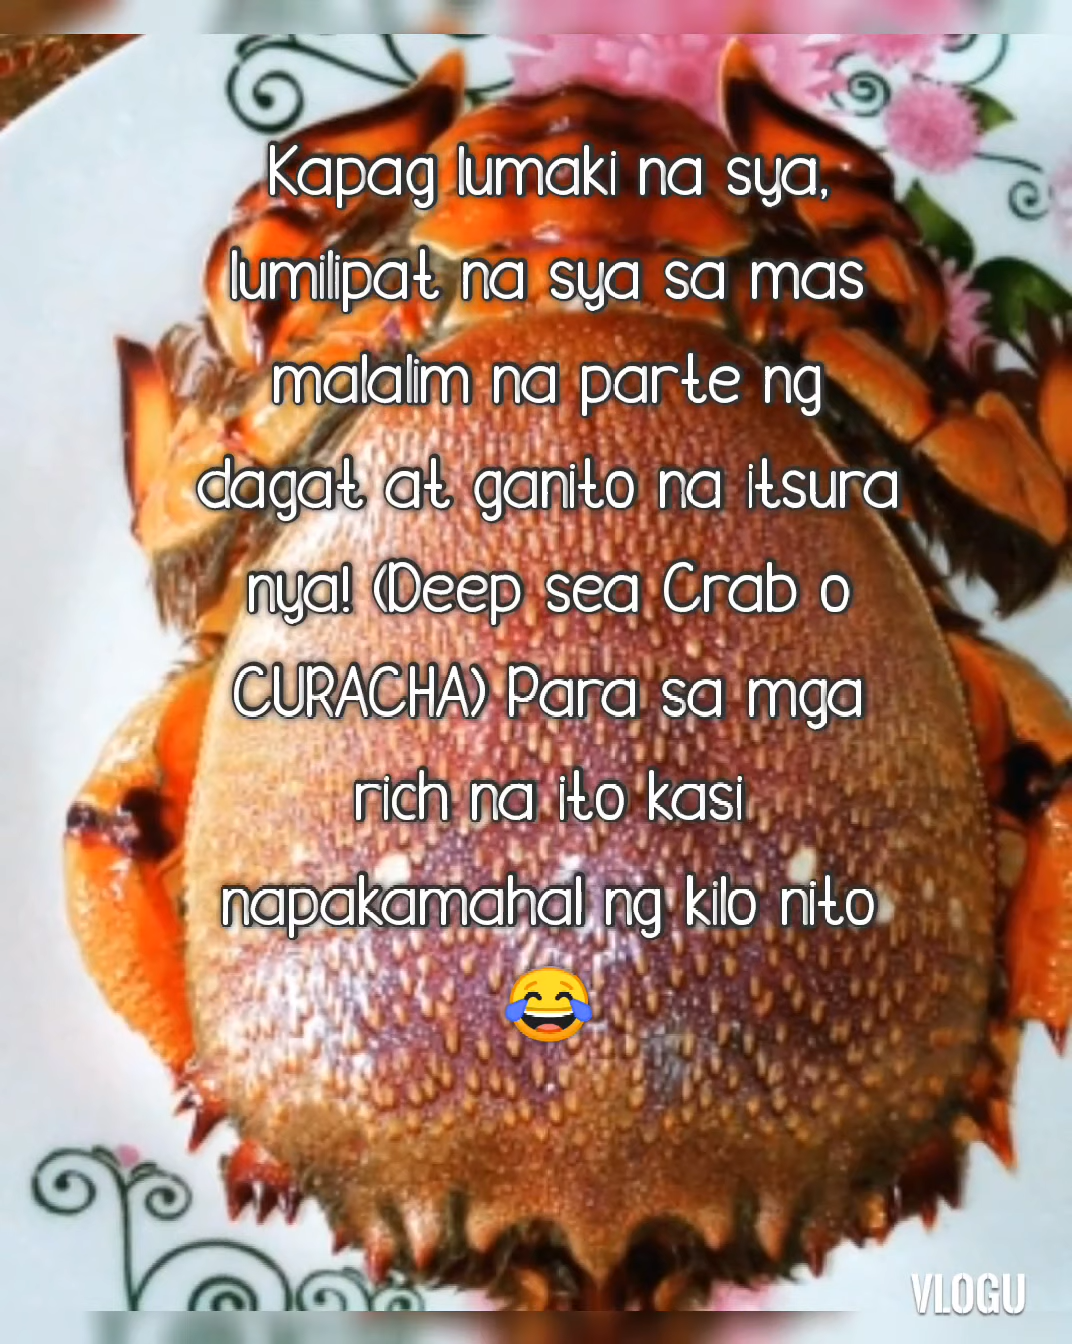 Kapag lumaki na sya,
lumilipat na sya sa mas
malalim na parte ng
dagat at ganito na itsura
nya! (Deep sea Crab o
CURACHA) Para sa mga
rich na ito kasi
napakamahal ng kilo nito
😂
VLOGU